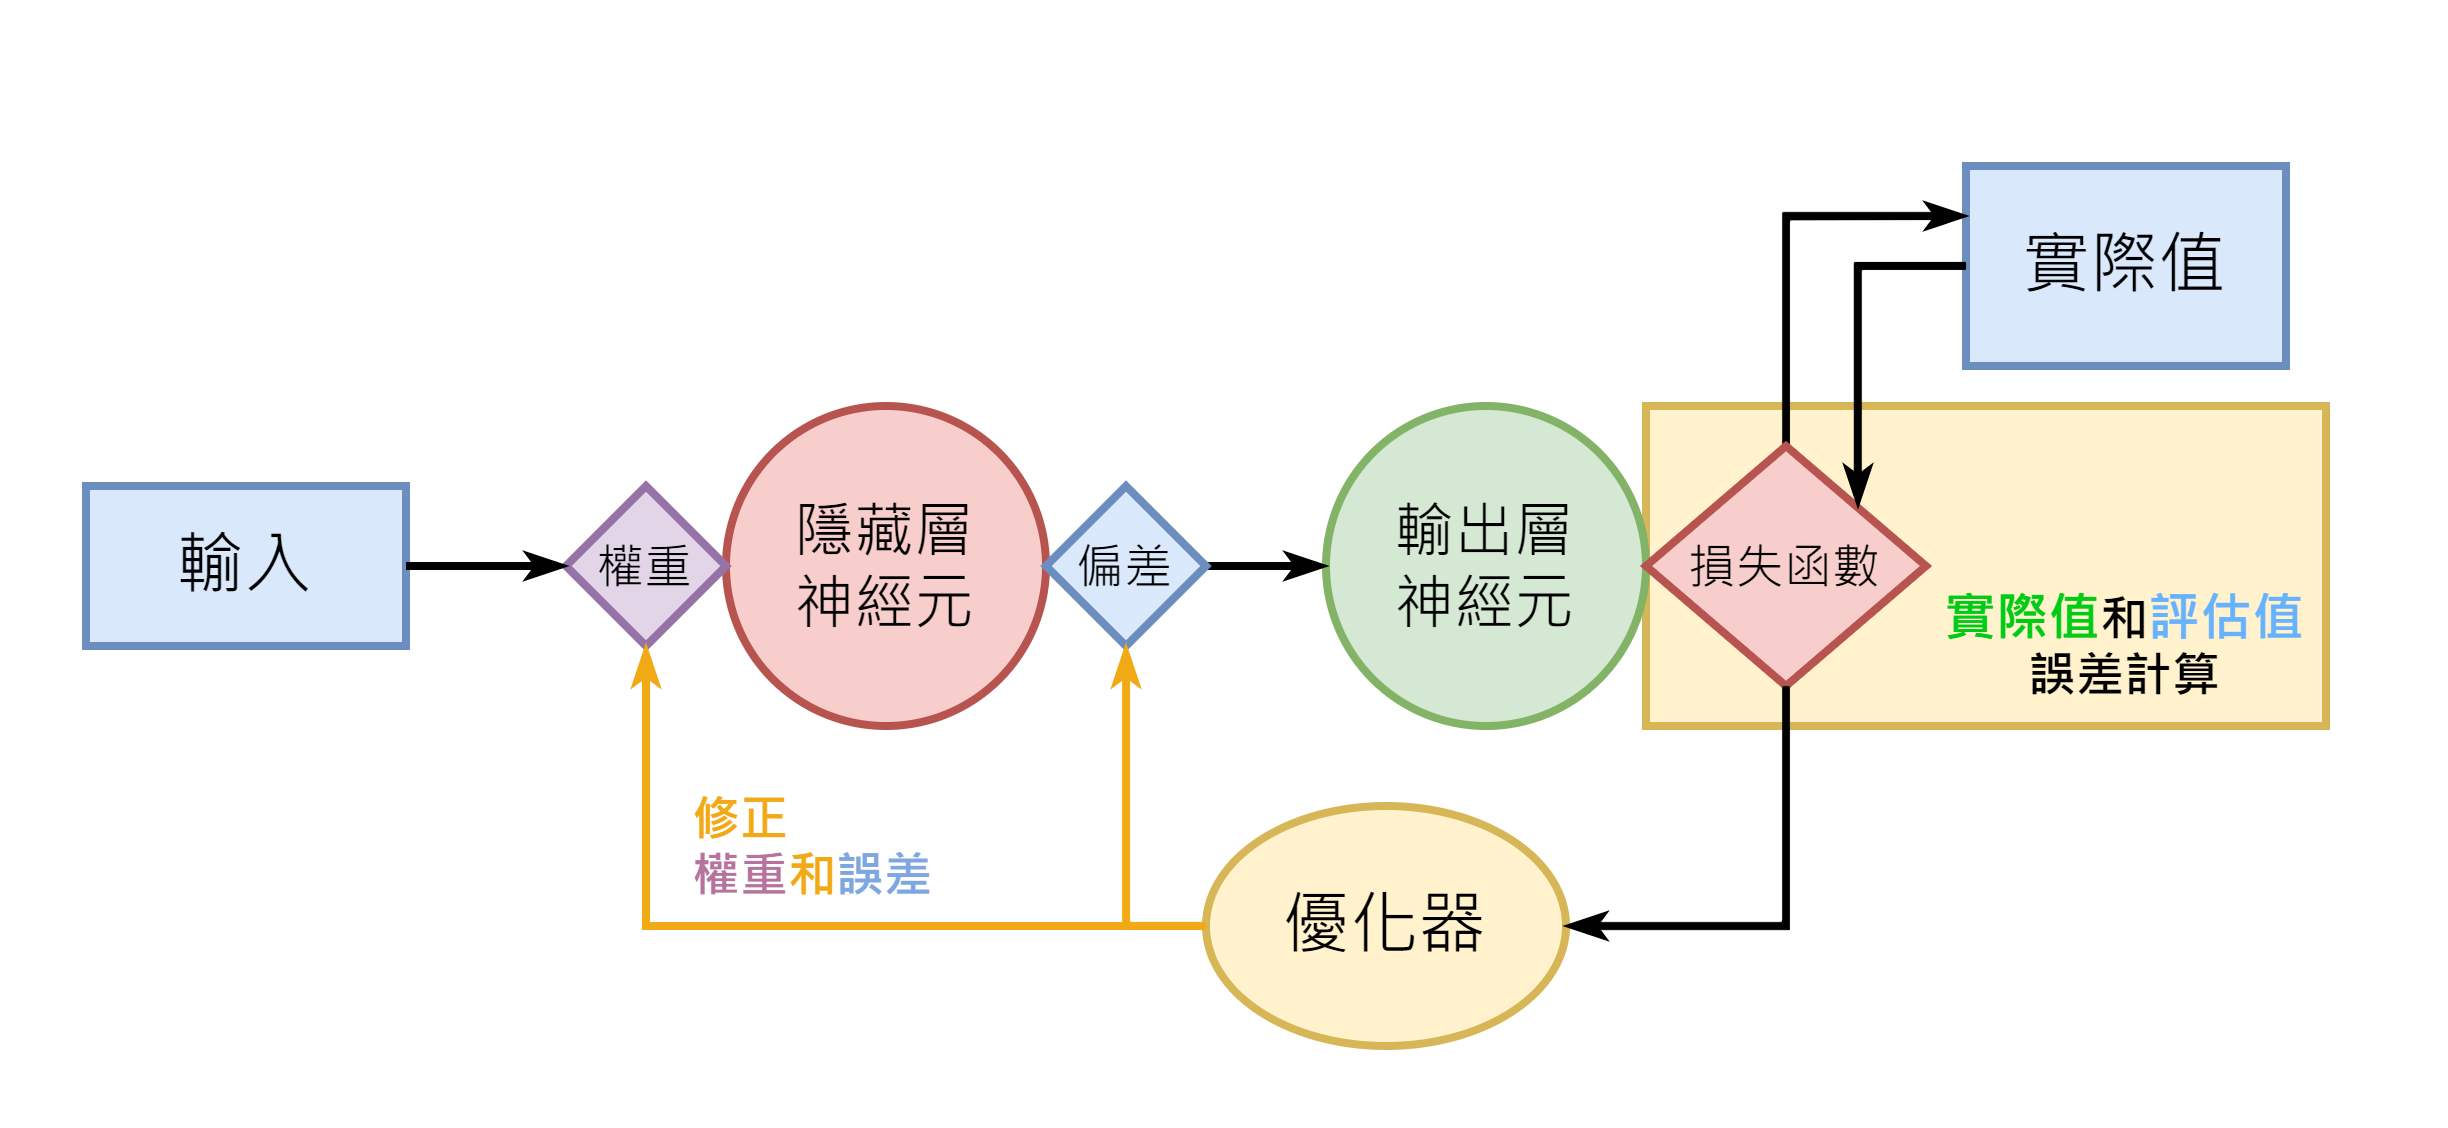 實際值
輸入
權重
隱藏層
神經元
偏差
輸出層
神經元
損失函數
實際值和評估值
誤差計算
修正
權重和誤差
優化器